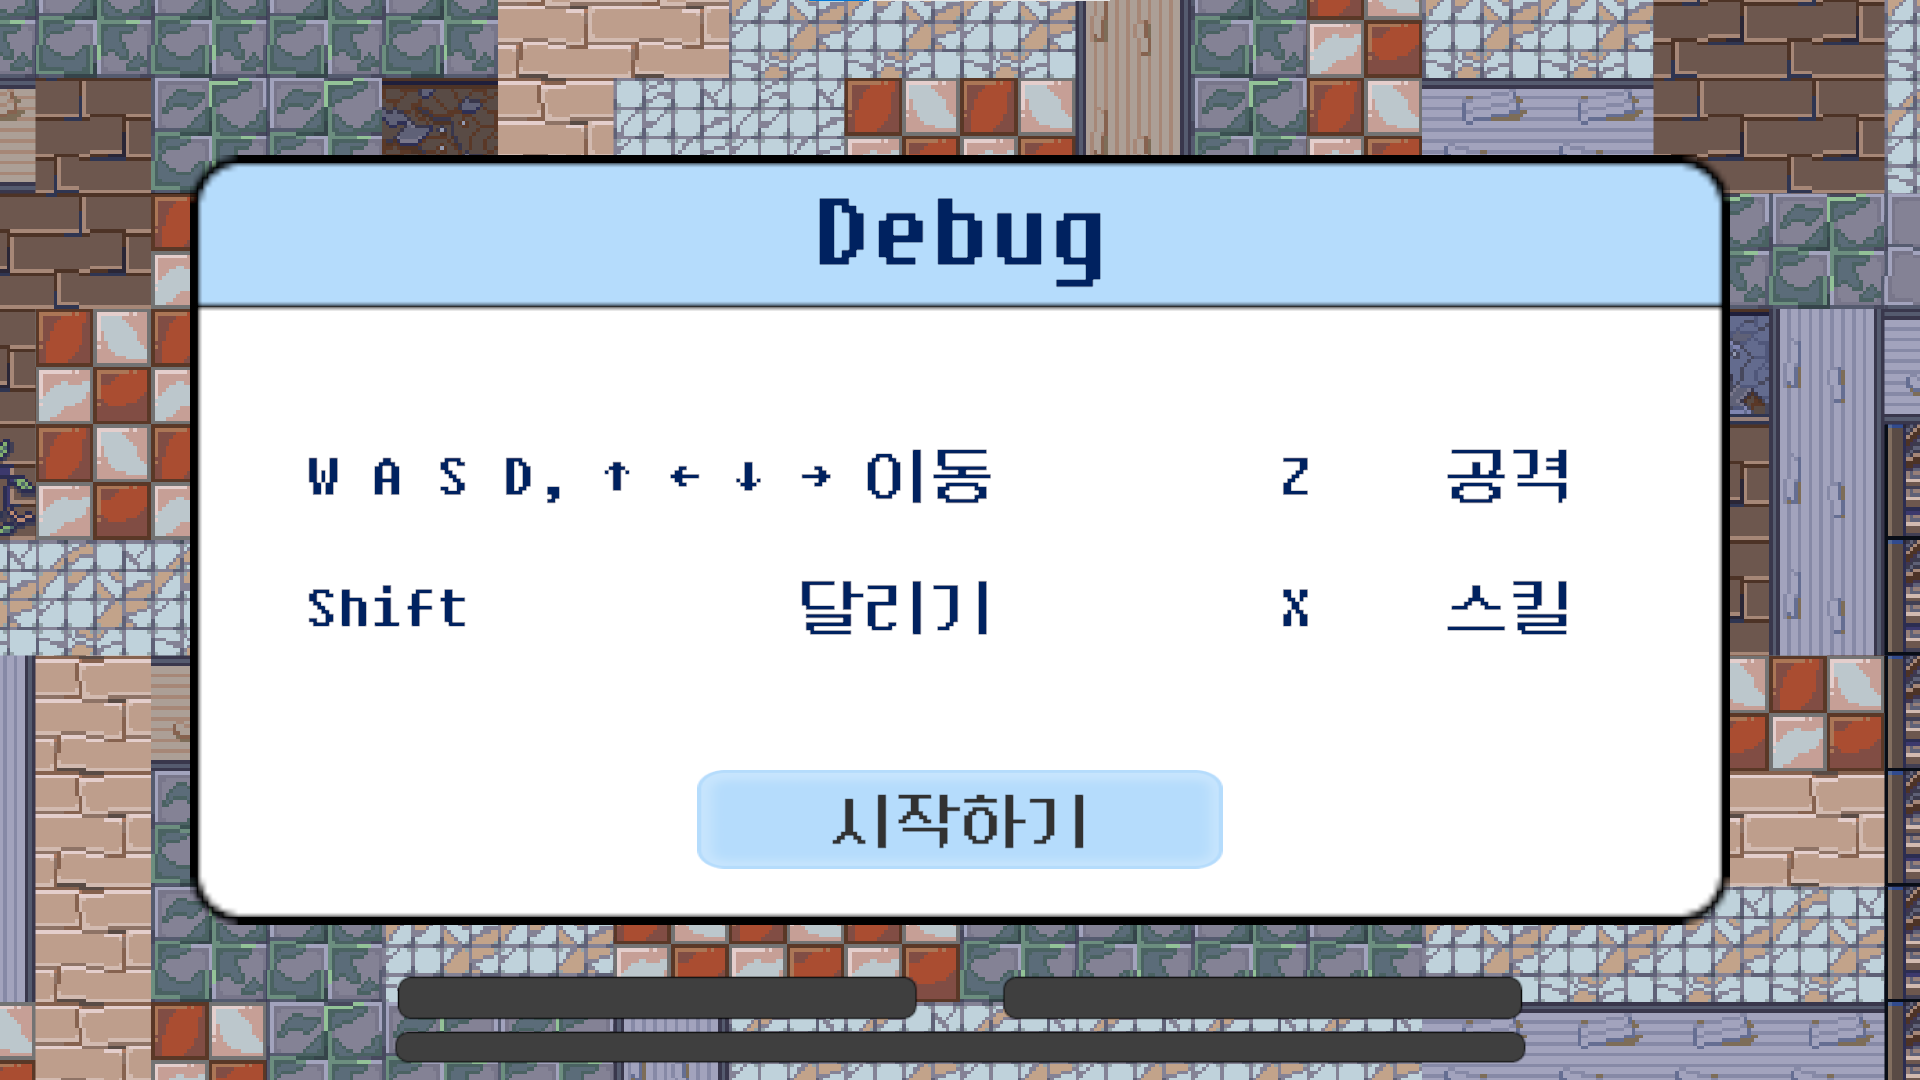 Debug
W A S D, ↑ ← ↓ → 이동 Z 공격
Shift 달리기 X 스킬
시작하기